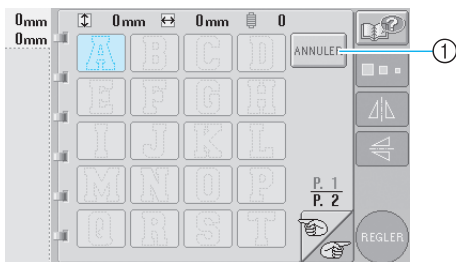 0mm
0mm
0mm 0mm 0
ANNULER
1
A B C D
E F G H
I J K L
M N O P
Q R S T
P. 1
P. 2
REGLER